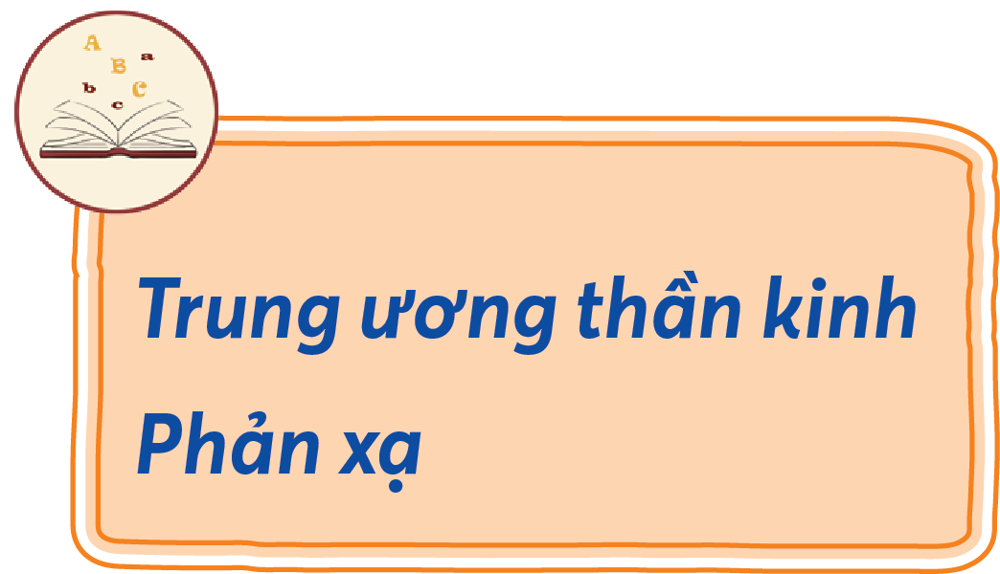 A
a
B
b
C
c
Trung ương thần kinh
Phản xạ